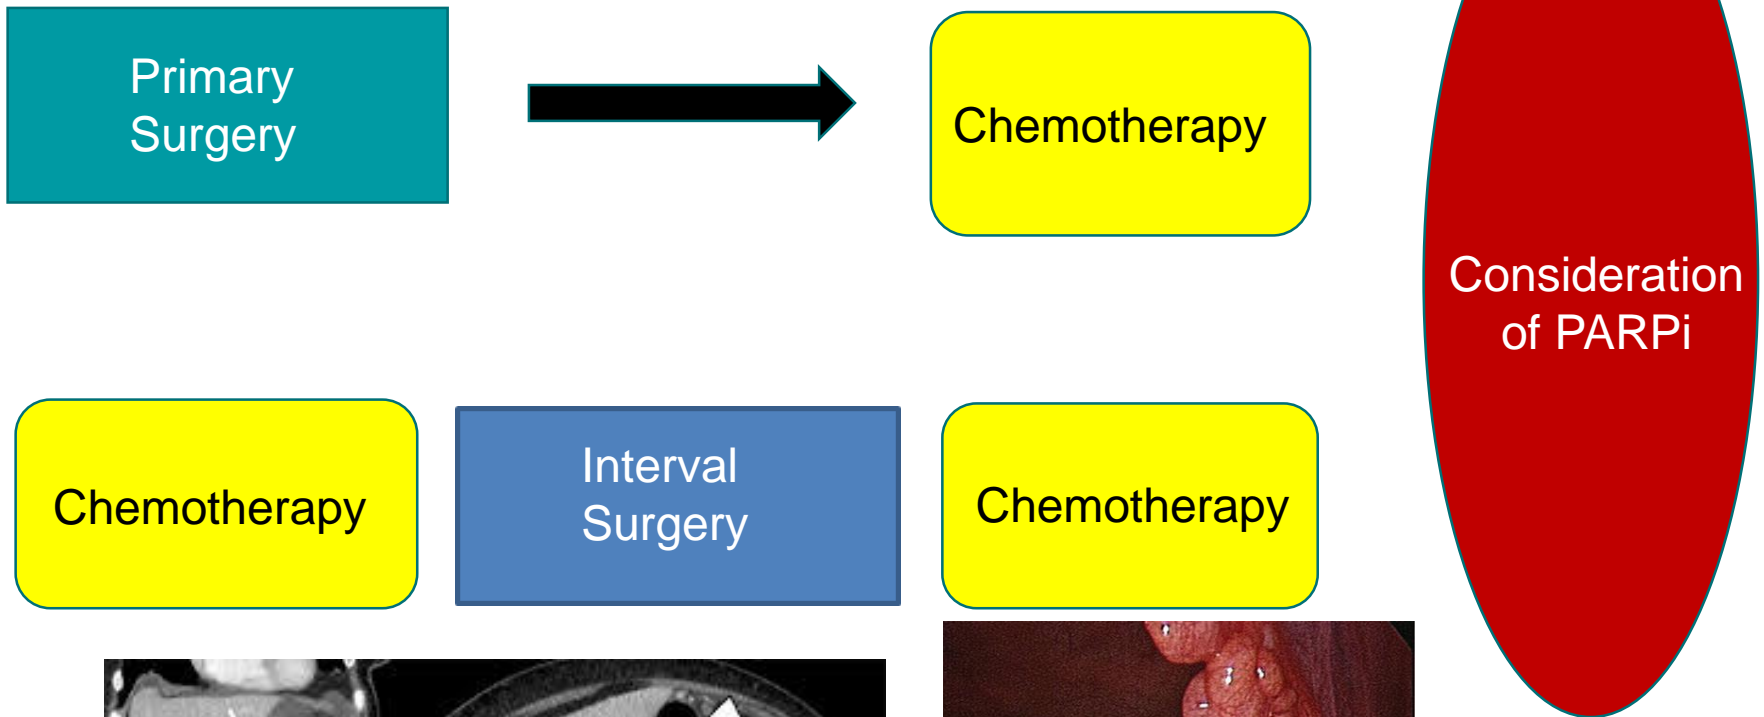 Primary
Surgery
Chemotherapy
Consideration
of PARPi
Chemotherapy
Interval
Surgery
Chemotherapy